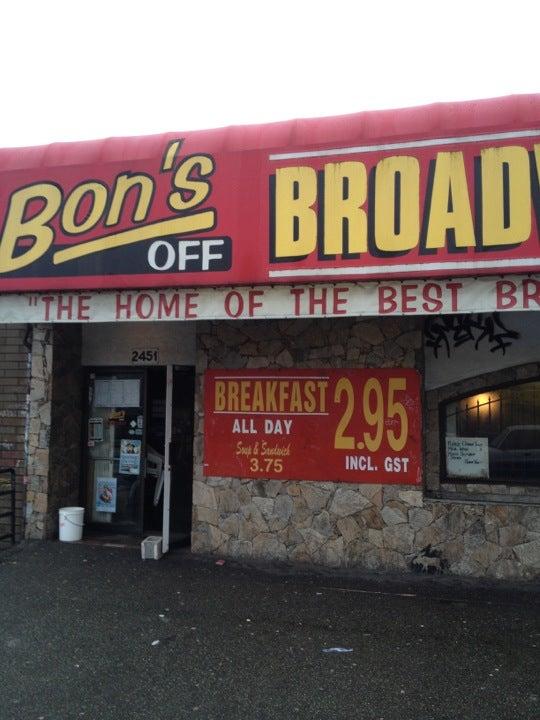 Bon's
OFF
BROAD
"THE HOME OF THE BEST BR
2451
BREAKFAST 2.95
ALL DAY
Soup & Sandwich
3.75
INCL. GST